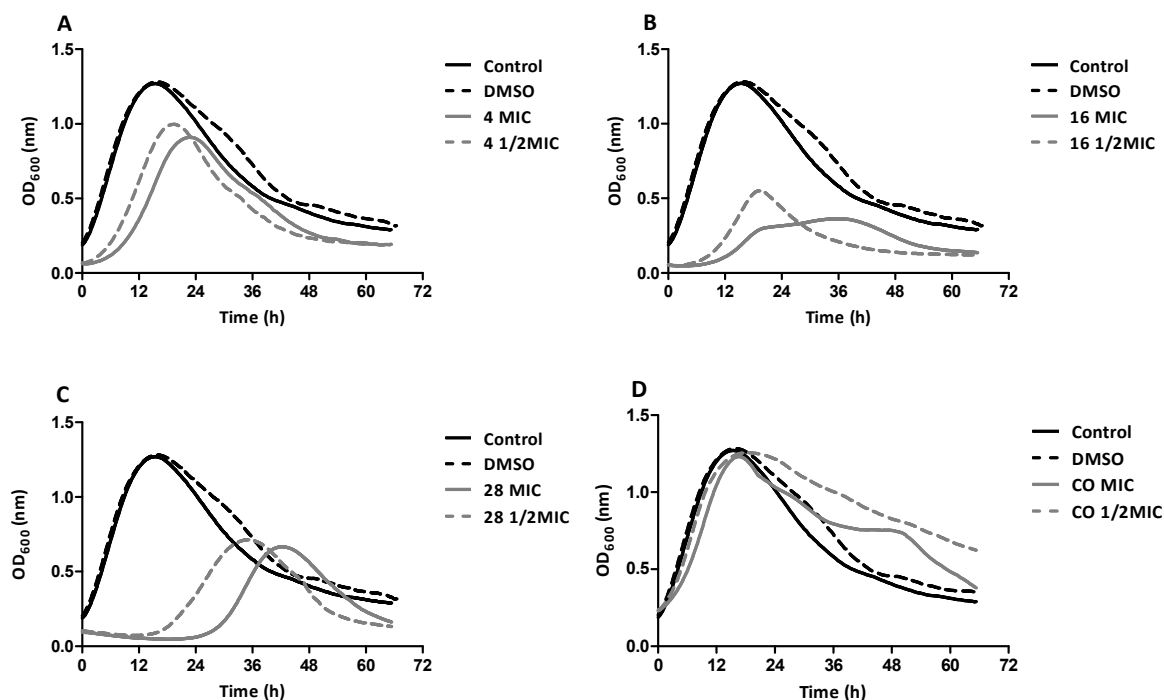 A
1.5
1.0
0.5
0.0
OD600 (nm)
0 12 24 36 48 60 72
Time (h)
Control
DMSO
4 MIC
4 1/2MIC
B
1.5
1.0
0.5
0.0
OD600 (nm)
0 12 24 36 48 60 72
Time (h)
Control
DMSO
16 MIC
16 1/2MIC
C
1.5
1.0
0.5
0.0
OD600 (nm)
0 12 24 36 48 60 72
Time (h)
Control
DMSO
28 MIC
28 1/2MIC
D
1.5
1.0
0.5
0.0
OD600 (nm)
0 12 24 36 48 60 72
Time (h)
Control
DMSO
CO MIC
CO 1/2MIC